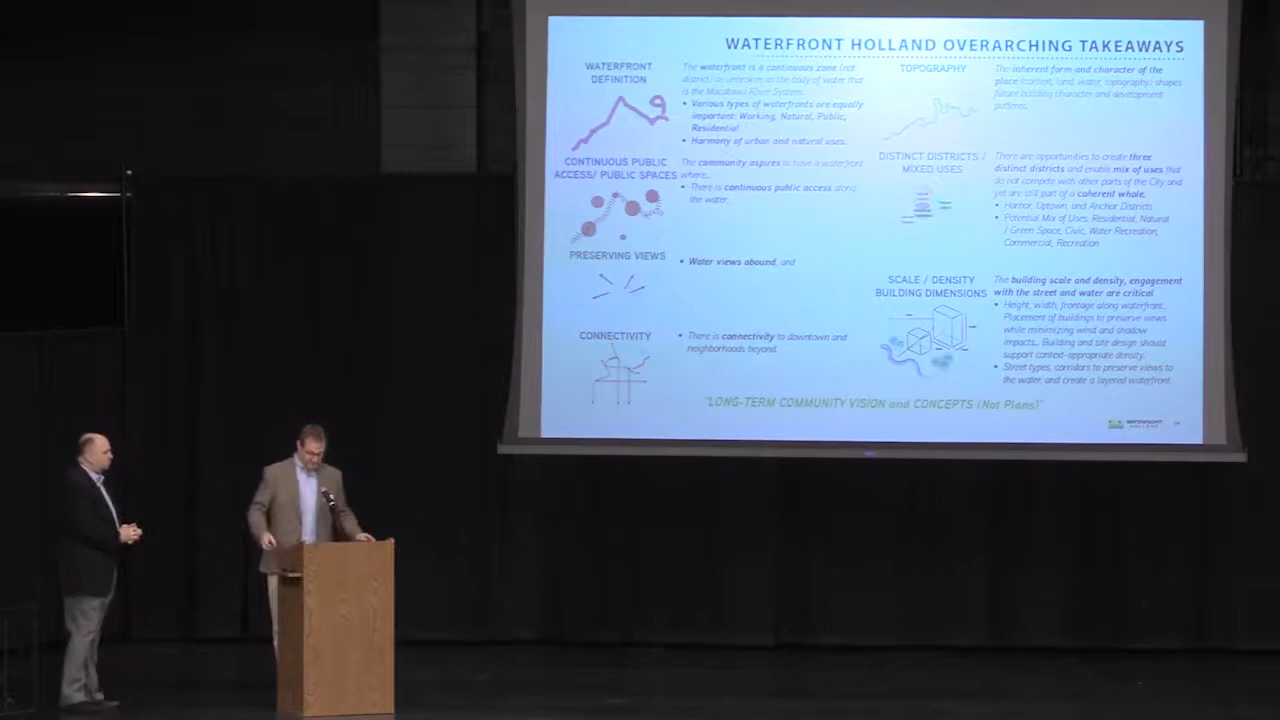 WATERFRONT HOLLAND OVERARCHING TAKEAWAYS
WATERFRONT
DEFINITION
The waterfront is a continuous zone (not
district) as unbroken as the body of water that
is the Macatawa River System.
• Various types of waterfronts are equally
important: Working, Natural, Public,
Residential
• Harmony of urban and natural uses.
CONTINUOUS PUBLIC
ACCESS/ PUBLIC SPACES
The community aspires to have a waterfront
where...
• There is continuous public access along
the water,
PRESERVING VIEWS
• Water views abound, and
CONNECTIVITY
• There is connectivity to downtown and
neighborhoods beyond.
TOPOGRAPHY
The inherent form and character of the
place (context, land, water, topography) shapes
future building character and development
patterns.
DISTINCT DISTRICTS /
MIXED USES
There are opportunities to create three
distinct districts and enable mix of uses that
do not compete with other parts of the City and
yet are still part of a coherent whole.
• Harbor, Uptown, and Anchor Districts
• Potential Mix of Uses: Residential, Natural
/ Green Space, Civic, Water Recreation,
Commercial, Recreation
SCALE / DENSITY
BUILDING DIMENSIONS
The building scale and density, engagement
with the street and water are critical
• Height, width, frontage along waterfront...
Placement of buildings to preserve views
while minimizing wind and shadow
impacts... Building and site design should
support context-appropriate density.
• Street types, corridors to preserve views to
the water, and create a layered waterfront.
"LONG-TERM COMMUNITY VISION and CONCEPTS (Not Plans)"
WATERFRONT
HOLLAND